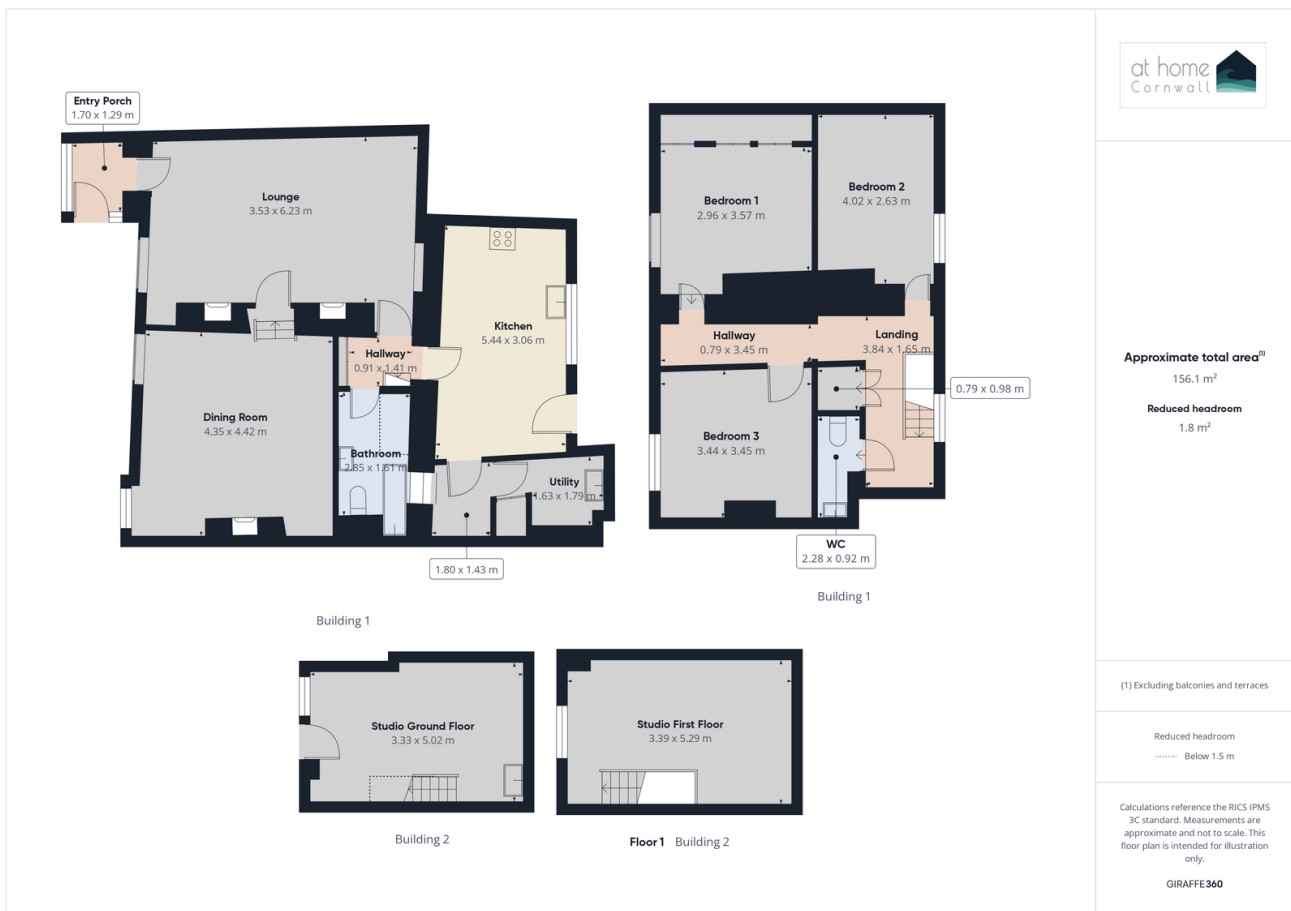 at home
Cornwall
Entry Porch
1.70 x 1.29 m
Lounge
3.53 x 6.23 m
Kitchen
5.44 x 3.06 m
Hallway
0.91 x 1.41 m
Dining Room
4.35 x 4.42 m
Bathroom
2.85 x 1.61 m
Utility
1.63 x 1.79 m
1.80 x 1.43 m
Building 1
Bedroom 1
2.96 x 3.57 m
Bedroom 2
4.02 x 2.63 m
Hallway
0.79 x 3.45 m
Landing
3.84 x 1.65 m
0.79 x 0.98 m
Bedroom 3
3.44 x 3.45 m
WC
2.28 x 0.92 m
Building 1
Studio Ground Floor
3.33 x 5.02 m
Building 2
Studio First Floor
3.39 x 5.29 m
Floor 1 Building 2
Approximate total area(1)
156.1 m²
Reduced headroom
1.8 m²
(1) Excluding balconies and terraces
Reduced headroom
Below 1.5 m
Calculations reference the RICS IPMS
3C standard. Measurements are
approximate and not to scale. This
floor plan is intended for illustration
only.
GIRAFFE360